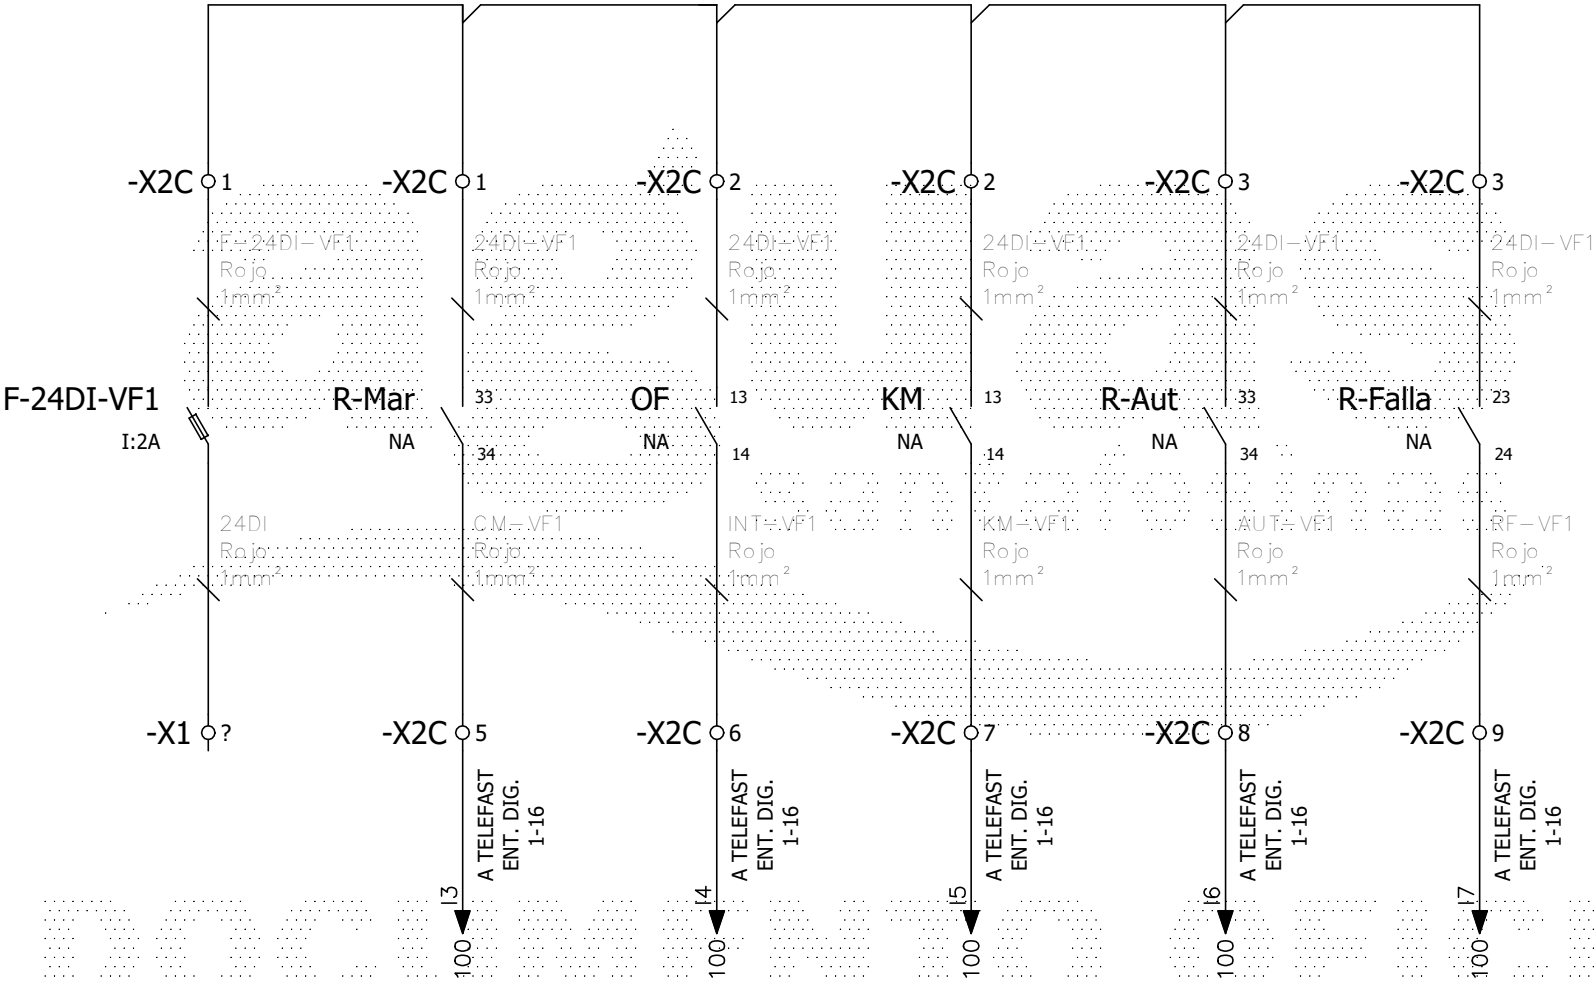 -X2C 1
-X2C 1
-X2C 2
-X2C 2
-X2C 3
-X2C 3
F-24DI-VF1
Rojo
1mm²
24DI-VF1
Rojo
1mm²
24DI-VF1
Rojo
1mm²
24DI-VF1
Rojo
1mm²
24DI-VF1
Rojo
1mm²
24DI-VF1
Rojo
1mm²
F-24DI-VF1
I:2A
R-Mar
NA
33
34
OF
NA
13
14
KM
NA
13
14
R-Aut
NA
33
34
R-Falla
NA
23
24
24DI
Rojo
1mm²
CM-VF1
Rojo
1mm²
INT-VF1
Rojo
1mm²
KM-VF1
Rojo
1mm²
AUT-VF1
Rojo
1mm²
RF-VF1
Rojo
1mm²
-X1 ?
-X2C 5
-X2C 6
-X2C 7
-X2C 8
-X2C 9
A TELEFAST
ENT. DIG.
1-16
I3
100
A TELEFAST
ENT. DIG.
1-16
I4
100
A TELEFAST
ENT. DIG.
1-16
I5
100
A TELEFAST
ENT. DIG.
1-16
I6
100
A TELEFAST
ENT. DIG.
1-16
I7
100
aguas
DOCUMENTO